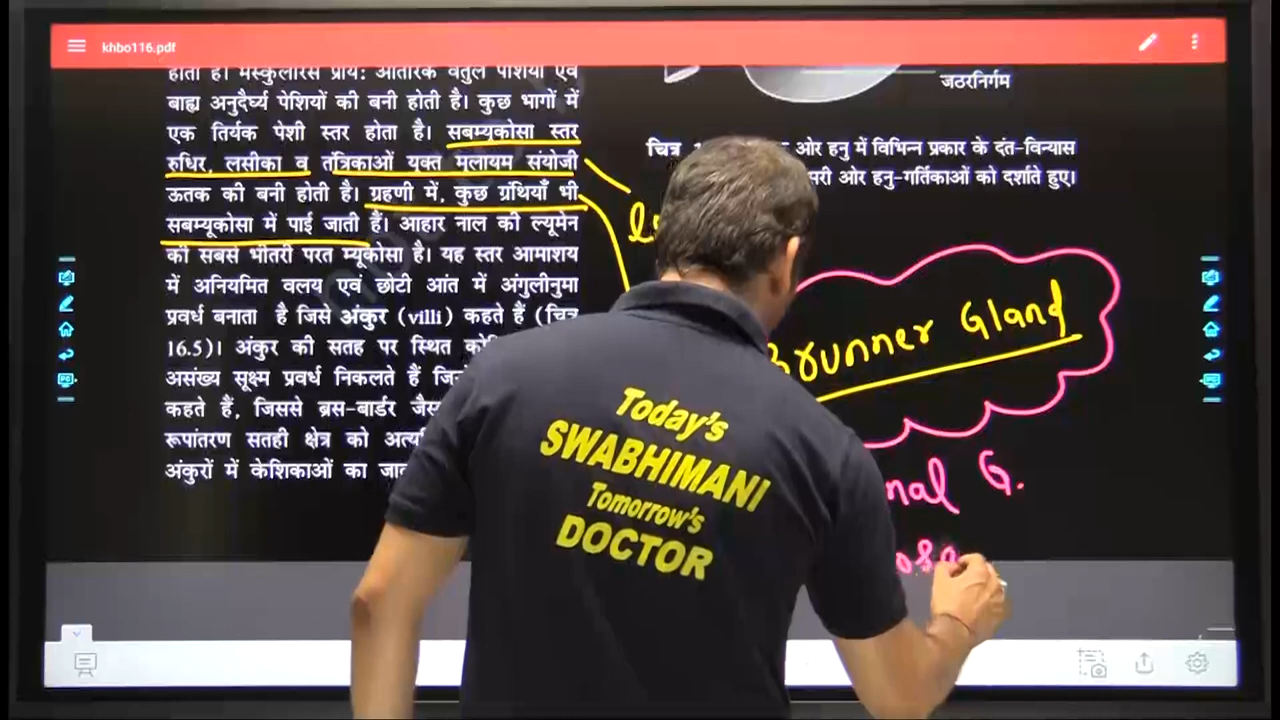 khbo116.pdf
होता है। मस्कुलेरिस प्राय: आंतरिक वर्तुल पेशियों एवं
बाह्य अनुदैर्घ्य पेशियों की बनी होती है। कुछ भागों में
एक तिर्यक पेशी स्तर होता है। सबम्यूकोसा स्तर
रुधिर, लसीका व तंत्रिकाओं युक्त मुलायम संयोजी
ऊतक की बनी होती है। ग्रहणी में, कुछ ग्रंथियाँ भी
सबम्यूकोसा में पाई जाती हैं। आहार नाल की ल्यूमेन
की सबसे भीतरी परत म्यूकोसा है। यह स्तर आमाशय
में अनियमित वलय एवं छोटी आंत में अंगुलीनुमा
प्रवर्ध बनाता है जिसे अंकुर (villi) कहते हैं (चित्र
16.5)। अंकुर की सतह पर स्थित
असंख्य सूक्ष्म प्रवर्ध निकलते हैं
कहते हैं, जिससे ब्रस-बार्डर
रूपांतरण सतही क्षेत्र को
अंकुरों में केशिकाओं का
जठरनिर्गम
चित्र ओर हनु में विभिन्न प्रकार के दंत-विन्यास
ओर हनु-गर्तिकाओं को दर्शाते हुए।
Brunner Gland
G.
Today's
SWABHIMANI
Tomorrow's
DOCTOR